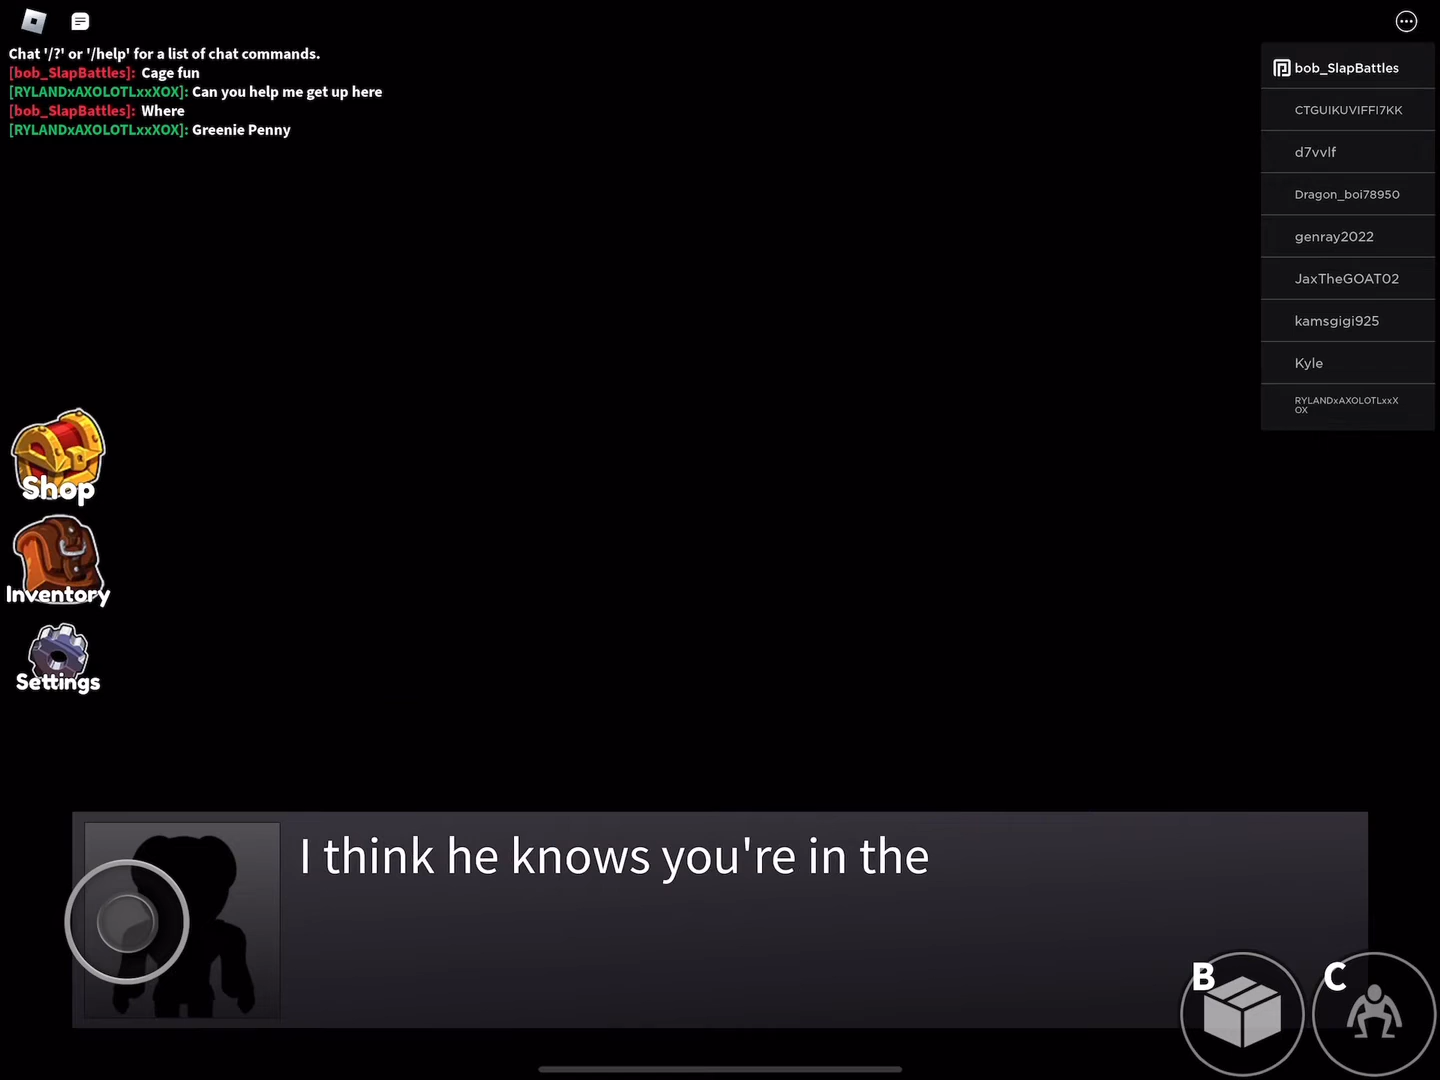 Chat '/?' or '/help' for a list of chat commands.
[bob_SlapBattles]: Cage fun
[RYLANDxAXOLOTLxxXOX]: Can you help me get up here
[bob_SlapBattles]: Where
[RYLANDxAXOLOTLxxXOX]: Greenie Penny
bob_SlapBattles
CTGUIKUVIFFI7KK
d7vvlf
Dragon_boi78950
genray2022
JaxTheGOAT02
kamsgigi925
Kyle
RYLANDxAXOLOTLxxX
OX
Shop
Inventory
Settings
I think he knows you're in the
B
C